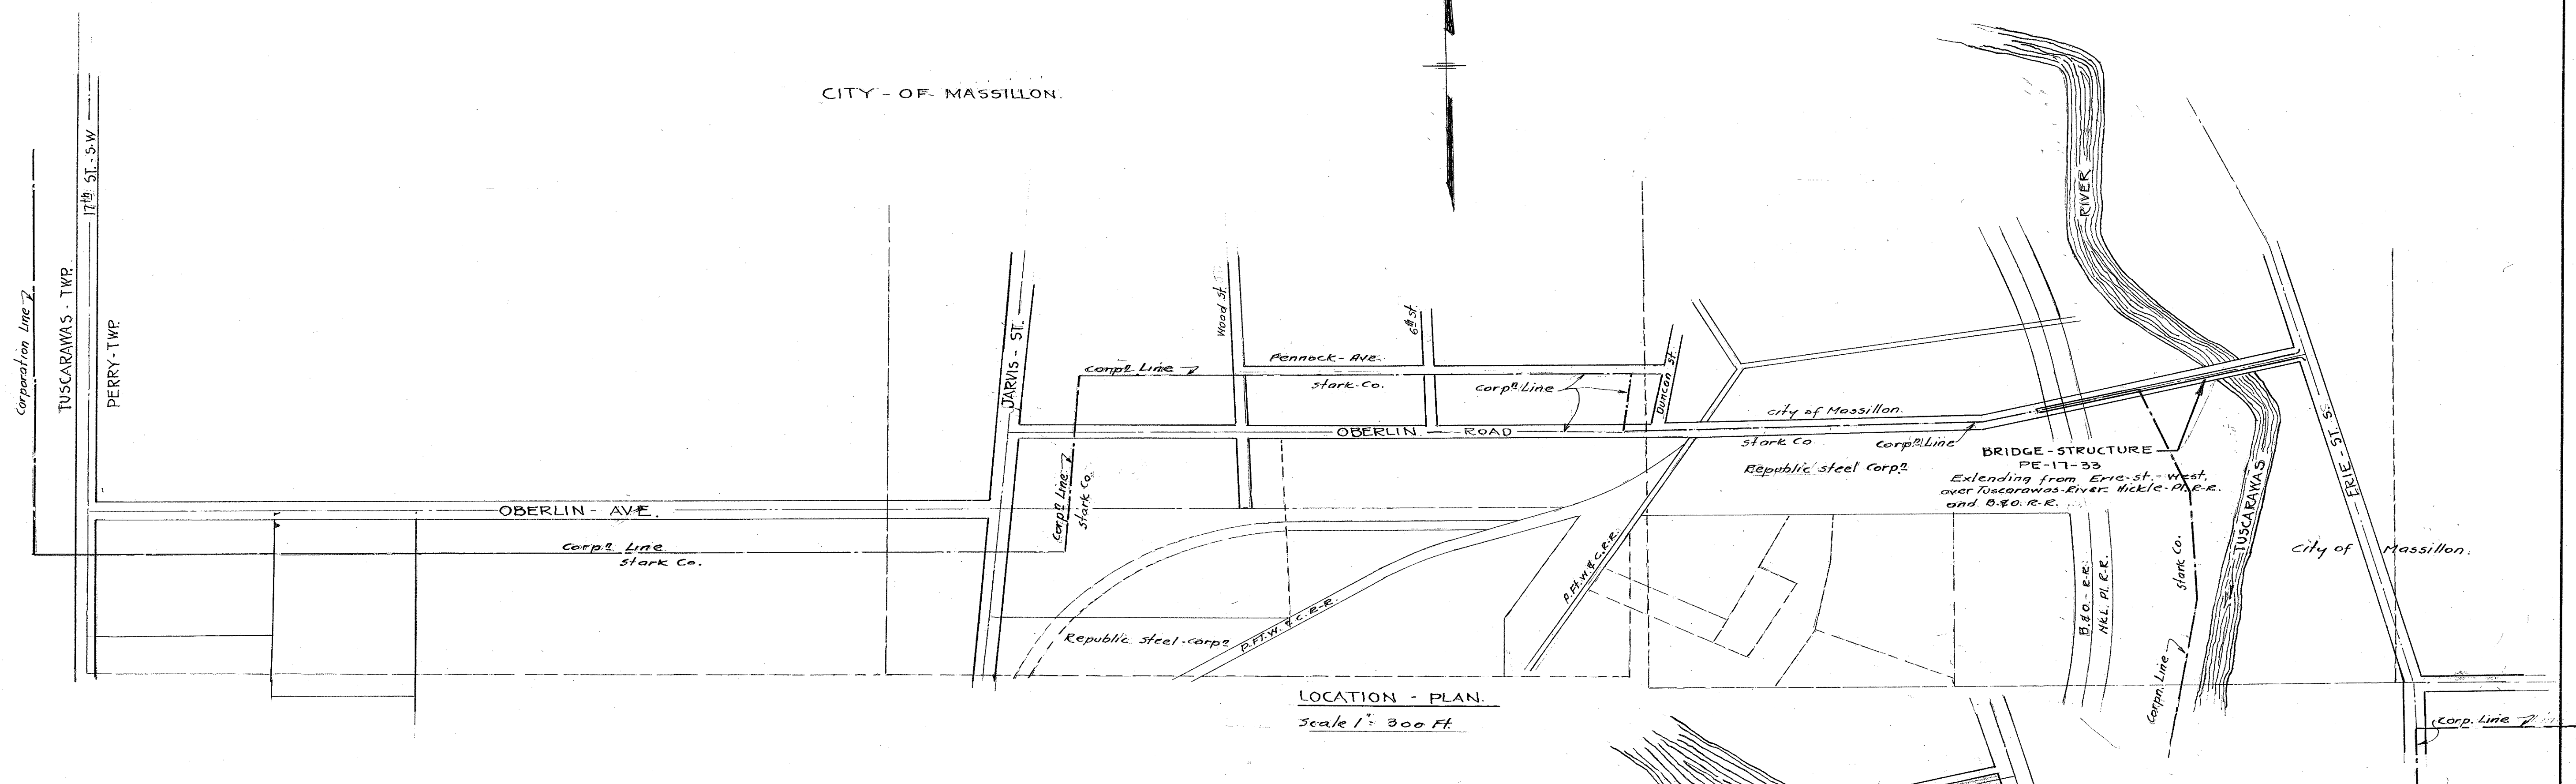 CITY - OF - MASSILLON.
17th ST. - S.W
Corporation Line
TUSCARAWAS - TWP.
PERRY - TWP.
JARVIS - ST.
Wood St.
6th st.
Pennock - Ave.
Corpn Line
Stark - Co.
Corpn Line
Duncan st.
OBERLIN ROAD
City of Massillon.
Stark Co
Corpn Line
Republic Steel Corpn
RIVER
BRIDGE - STRUCTURE
PE-17-33
Extending from Erie-st.- West,
over Tuscarawas-River Nickle-Pl. R-R.
and B.&O. R-R.
ERIE - ST. S.
TUSCARAWAS
City of Massillon.
Stark Co.
Corpn. Line
B.&O. - R-R.
NKL. PL. R-R.
OBERLIN - AVE.
Corpn Line
Stark Co.
Corpn Line
Stark Co.
Republic Steel - Corpn
P. FT. W. & C. R-R.
P. Ft. W. & C. R-R.
LOCATION - PLAN.
Scale 1" = 300 Ft.
Corp. Line